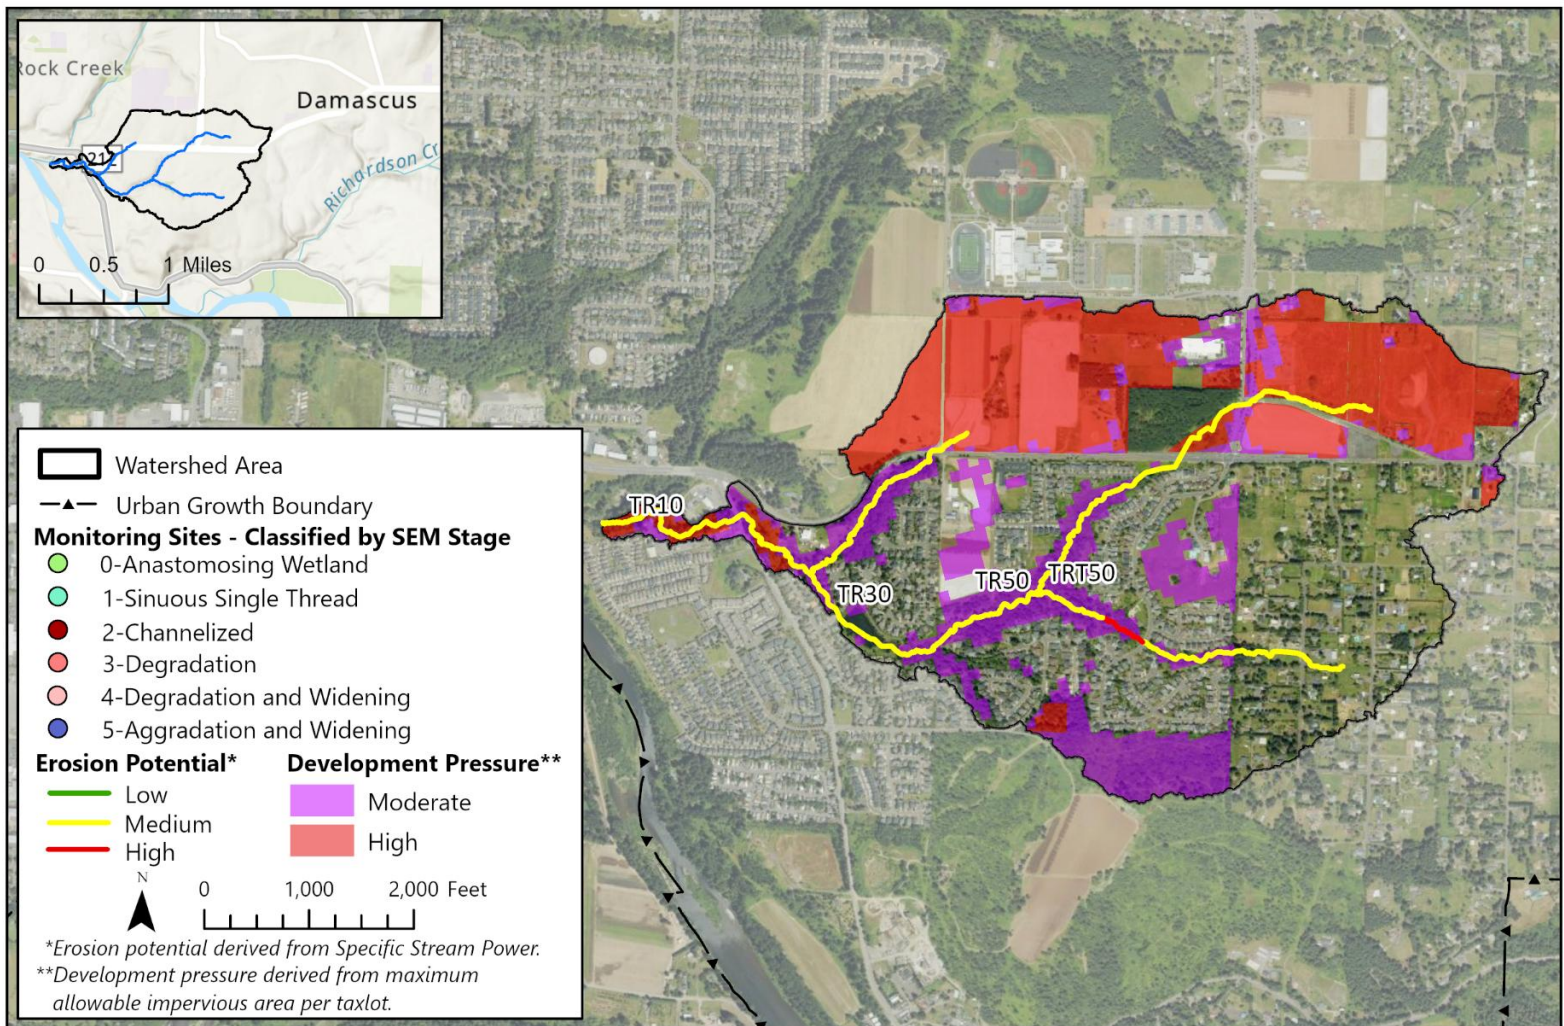 Rock Creek
Damascus
212
Richardson Cr
0 0.5 1 Miles
Watershed Area
Urban Growth Boundary
Monitoring Sites - Classified by SEM Stage
0-Anastomosing Wetland
1-Sinuous Single Thread
2-Channelized
3-Degradation
4-Degradation and Widening
5-Aggradation and Widening
Erosion Potential* Development Pressure**
Low
Medium
High
Moderate
High
N
0 1,000 2,000 Feet
*Erosion potential derived from Specific Stream Power.
**Development pressure derived from maximum
allowable impervious area per taxlot.
TR10
TR30
TR50
TRT50